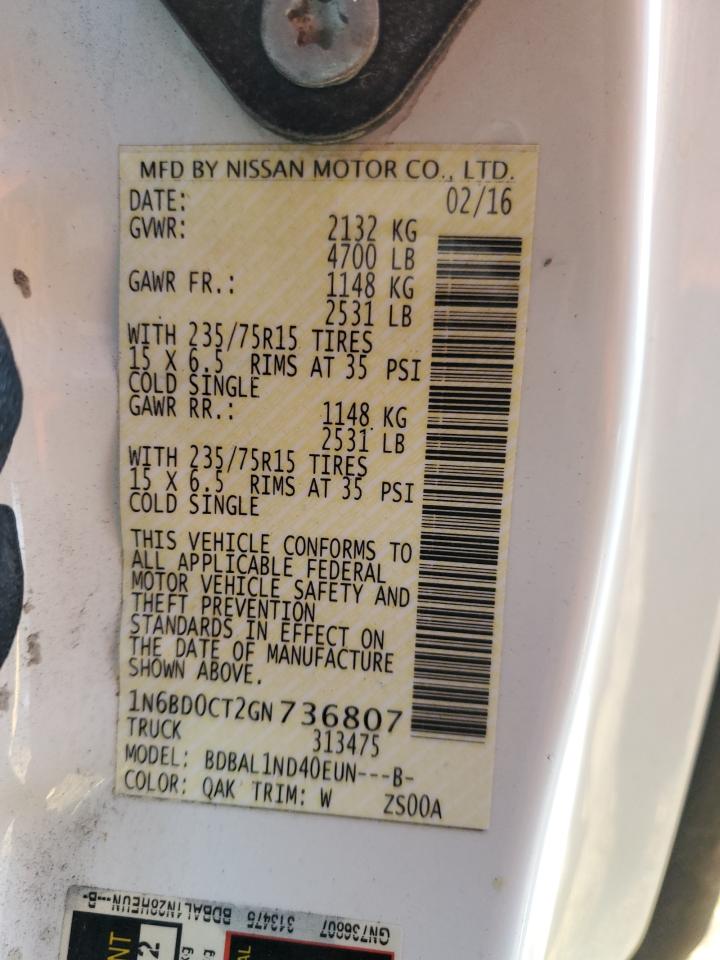 MFD BY NISSAN MOTOR CO., LTD.
DATE: 02/16
GVWR: 2132 KG
4700 LB
GAWR FR.: 1148 KG
2531 LB
WITH 235/75R15 TIRES
15 X 6.5 RIMS AT 35 PSI
COLD SINGLE
GAWR RR.: 1148 KG
2531 LB
WITH 235/75R15 TIRES
15 X 6.5 RIMS AT 35 PSI
COLD SINGLE
THIS VEHICLE CONFORMS TO
ALL APPLICABLE FEDERAL
MOTOR VEHICLE SAFETY AND
THEFT PREVENTION
STANDARDS IN EFFECT ON
THE DATE OF MANUFACTURE
SHOWN ABOVE.
1N6BD0CT2GN736807
TRUCK 313475
MODEL: BDBAL1ND40EUN---B-
COLOR: QAK TRIM: W ZS00A
GN736807 313475 BDBAL1N28HEUN---B-